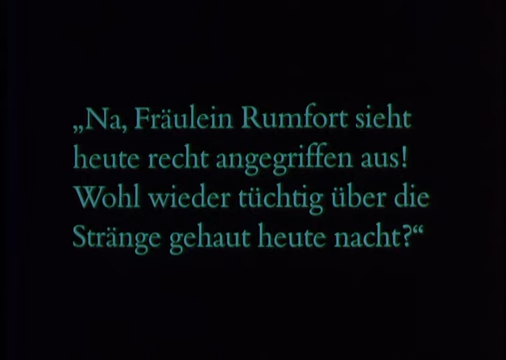 „Na, Fräulein Rumfort sieht
heute recht angegriffen aus!
Wohl wieder tüchtig über die
Stränge gehaut heute nacht?“